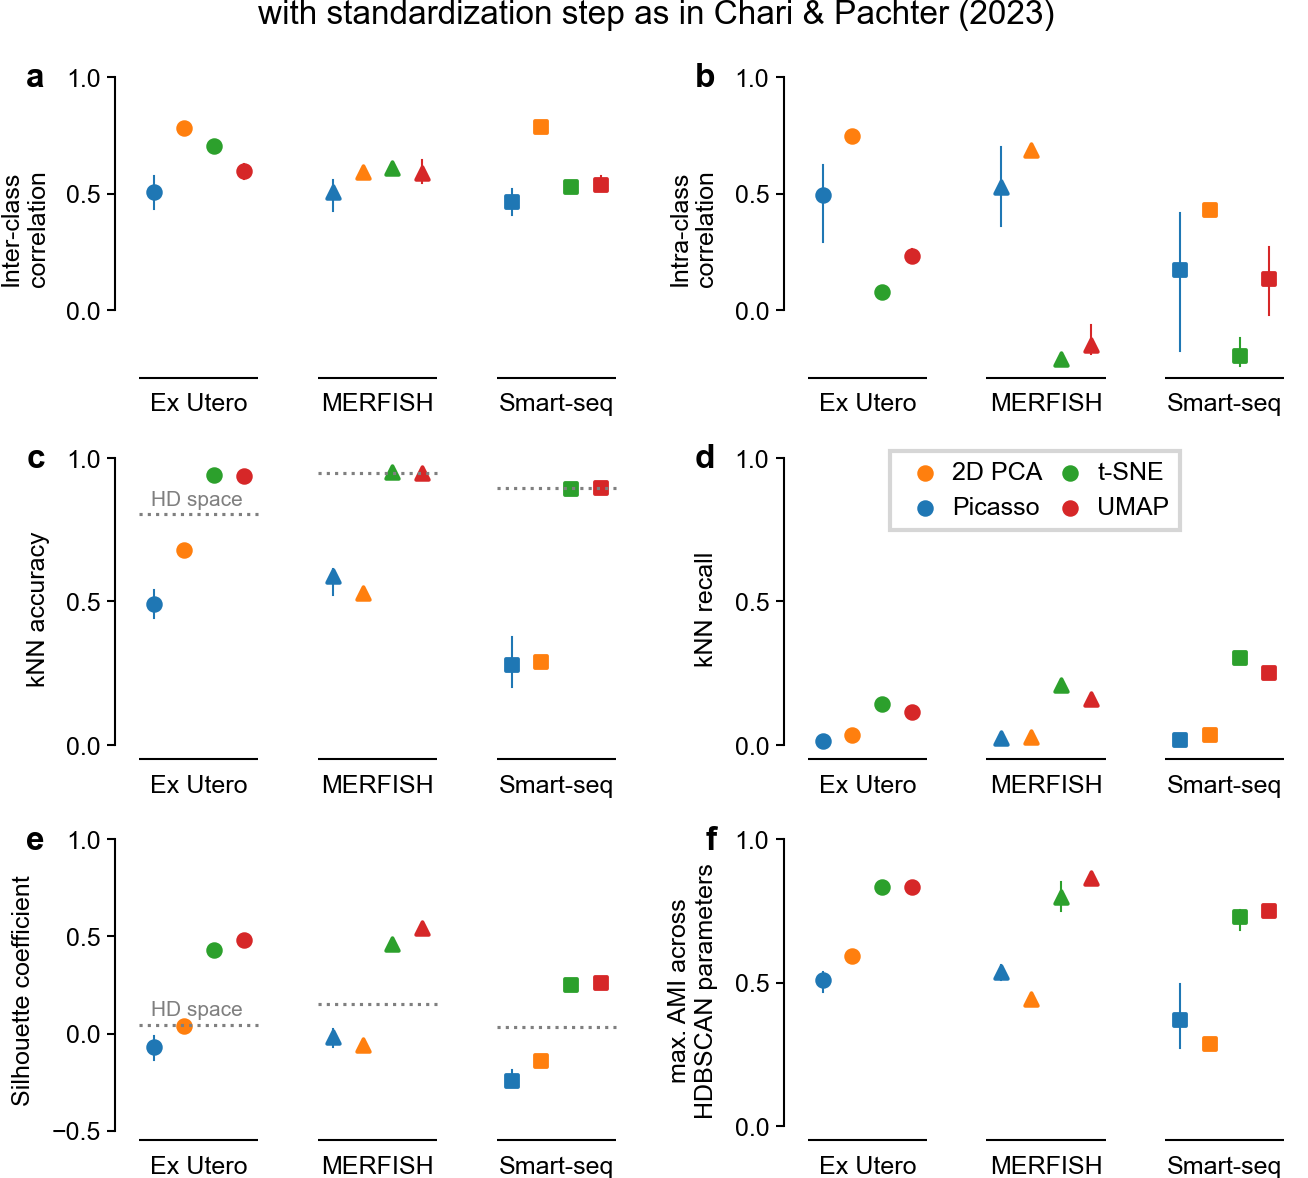 with standardization step as in Chari & Pachter (2023)
a
1.0
0.5
0.0
Inter-class
correlation
Ex Utero
MERFISH
Smart-seq
b
1.0
0.5
0.0
Intra-class
correlation
Ex Utero
MERFISH
Smart-seq
c
1.0
0.5
0.0
kNN accuracy
HD space
Ex Utero
MERFISH
Smart-seq
d
1.0
0.5
0.0
kNN recall
2D PCA
t-SNE
Picasso
UMAP
Ex Utero
MERFISH
Smart-seq
e
1.0
0.5
0.0
−0.5
Silhouette coefficient
HD space
Ex Utero
MERFISH
Smart-seq
f
1.0
0.5
0.0
max. AMI across
HDBSCAN parameters
Ex Utero
MERFISH
Smart-seq